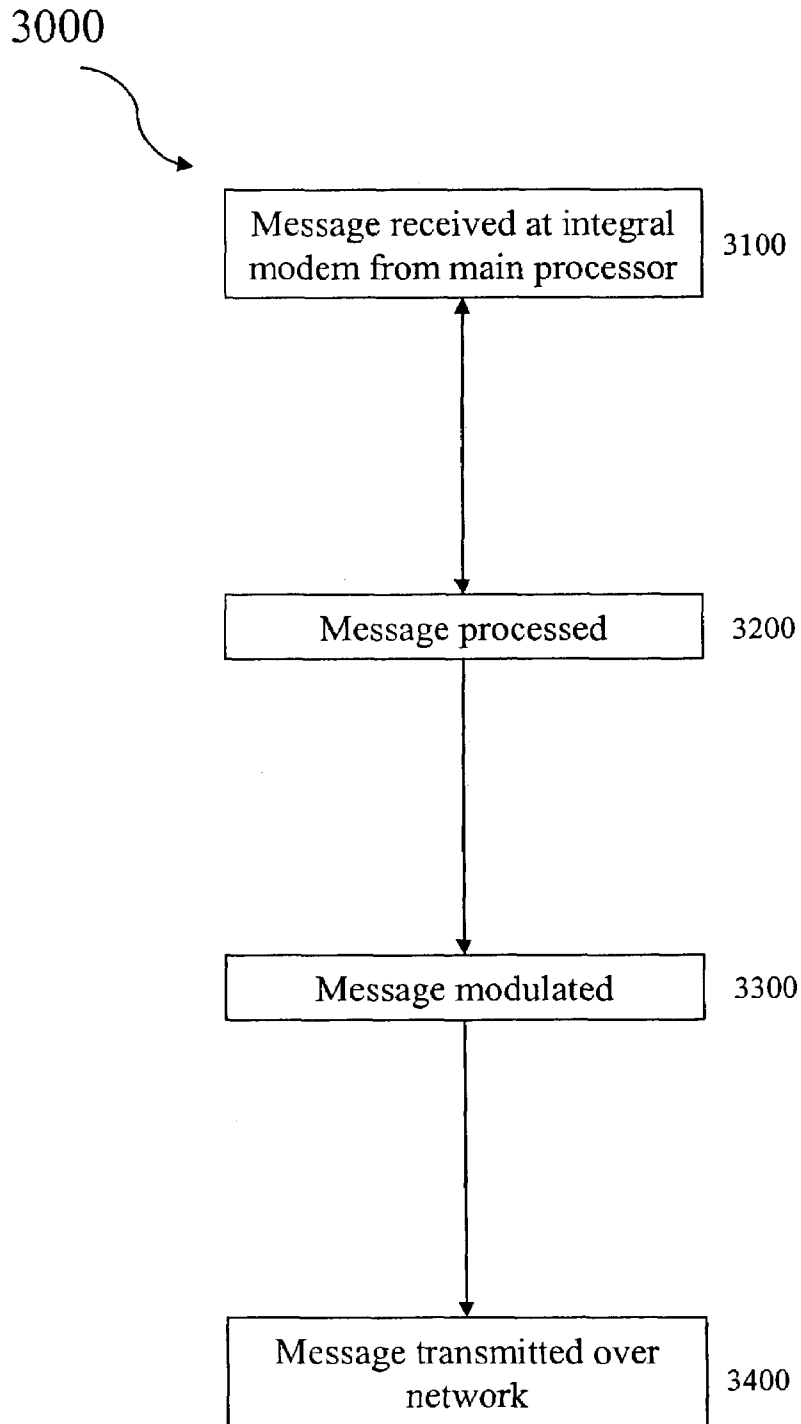 3000
Message received at integral
modem from main processor
3100
Message processed
3200
Message modulated
3300
Message transmitted over
network
3400